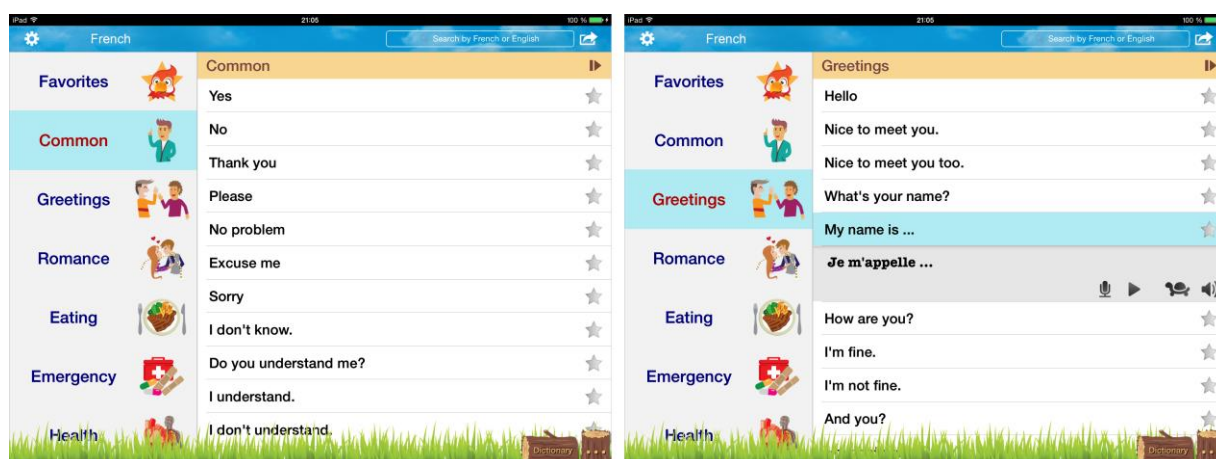 iPad 21:05 100 %
French Search by French or English
Favorites
Common
Greetings
Romance
Eating
Emergency
Health
Common
Yes
No
Thank you
Please
No problem
Excuse me
Sorry
I don't know.
Do you understand me?
I understand.
I don't understand.
Dictionary
iPad 21:05 100 %
French Search by French or English
Favorites
Common
Greetings
Romance
Eating
Emergency
Health
Greetings
Hello
Nice to meet you.
Nice to meet you too.
What's your name?
My name is ...
Je m'appelle ...
How are you?
I'm fine.
I'm not fine.
And you?
Dictionary